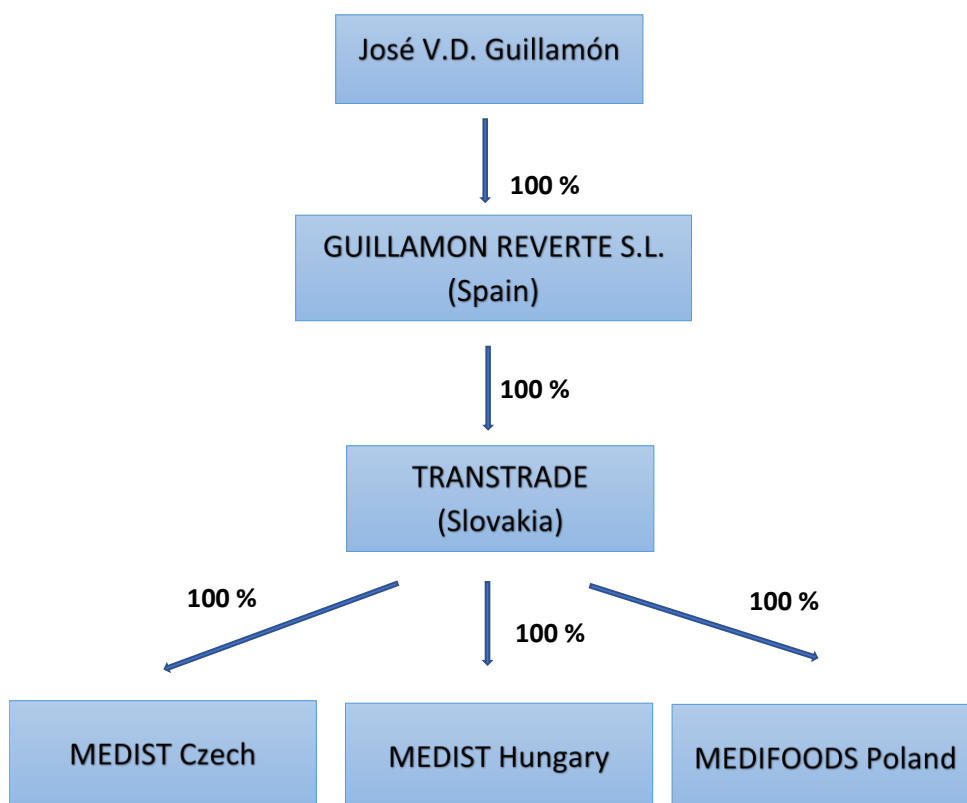 José V.D. Guillamón
100 %
GUILLAMON REVERTE S.L.
(Spain)
100 %
TRANSTRADE
(Slovakia)
100 %
100 %
100 %
MEDIST Czech
MEDIST Hungary
MEDIFOODS Poland